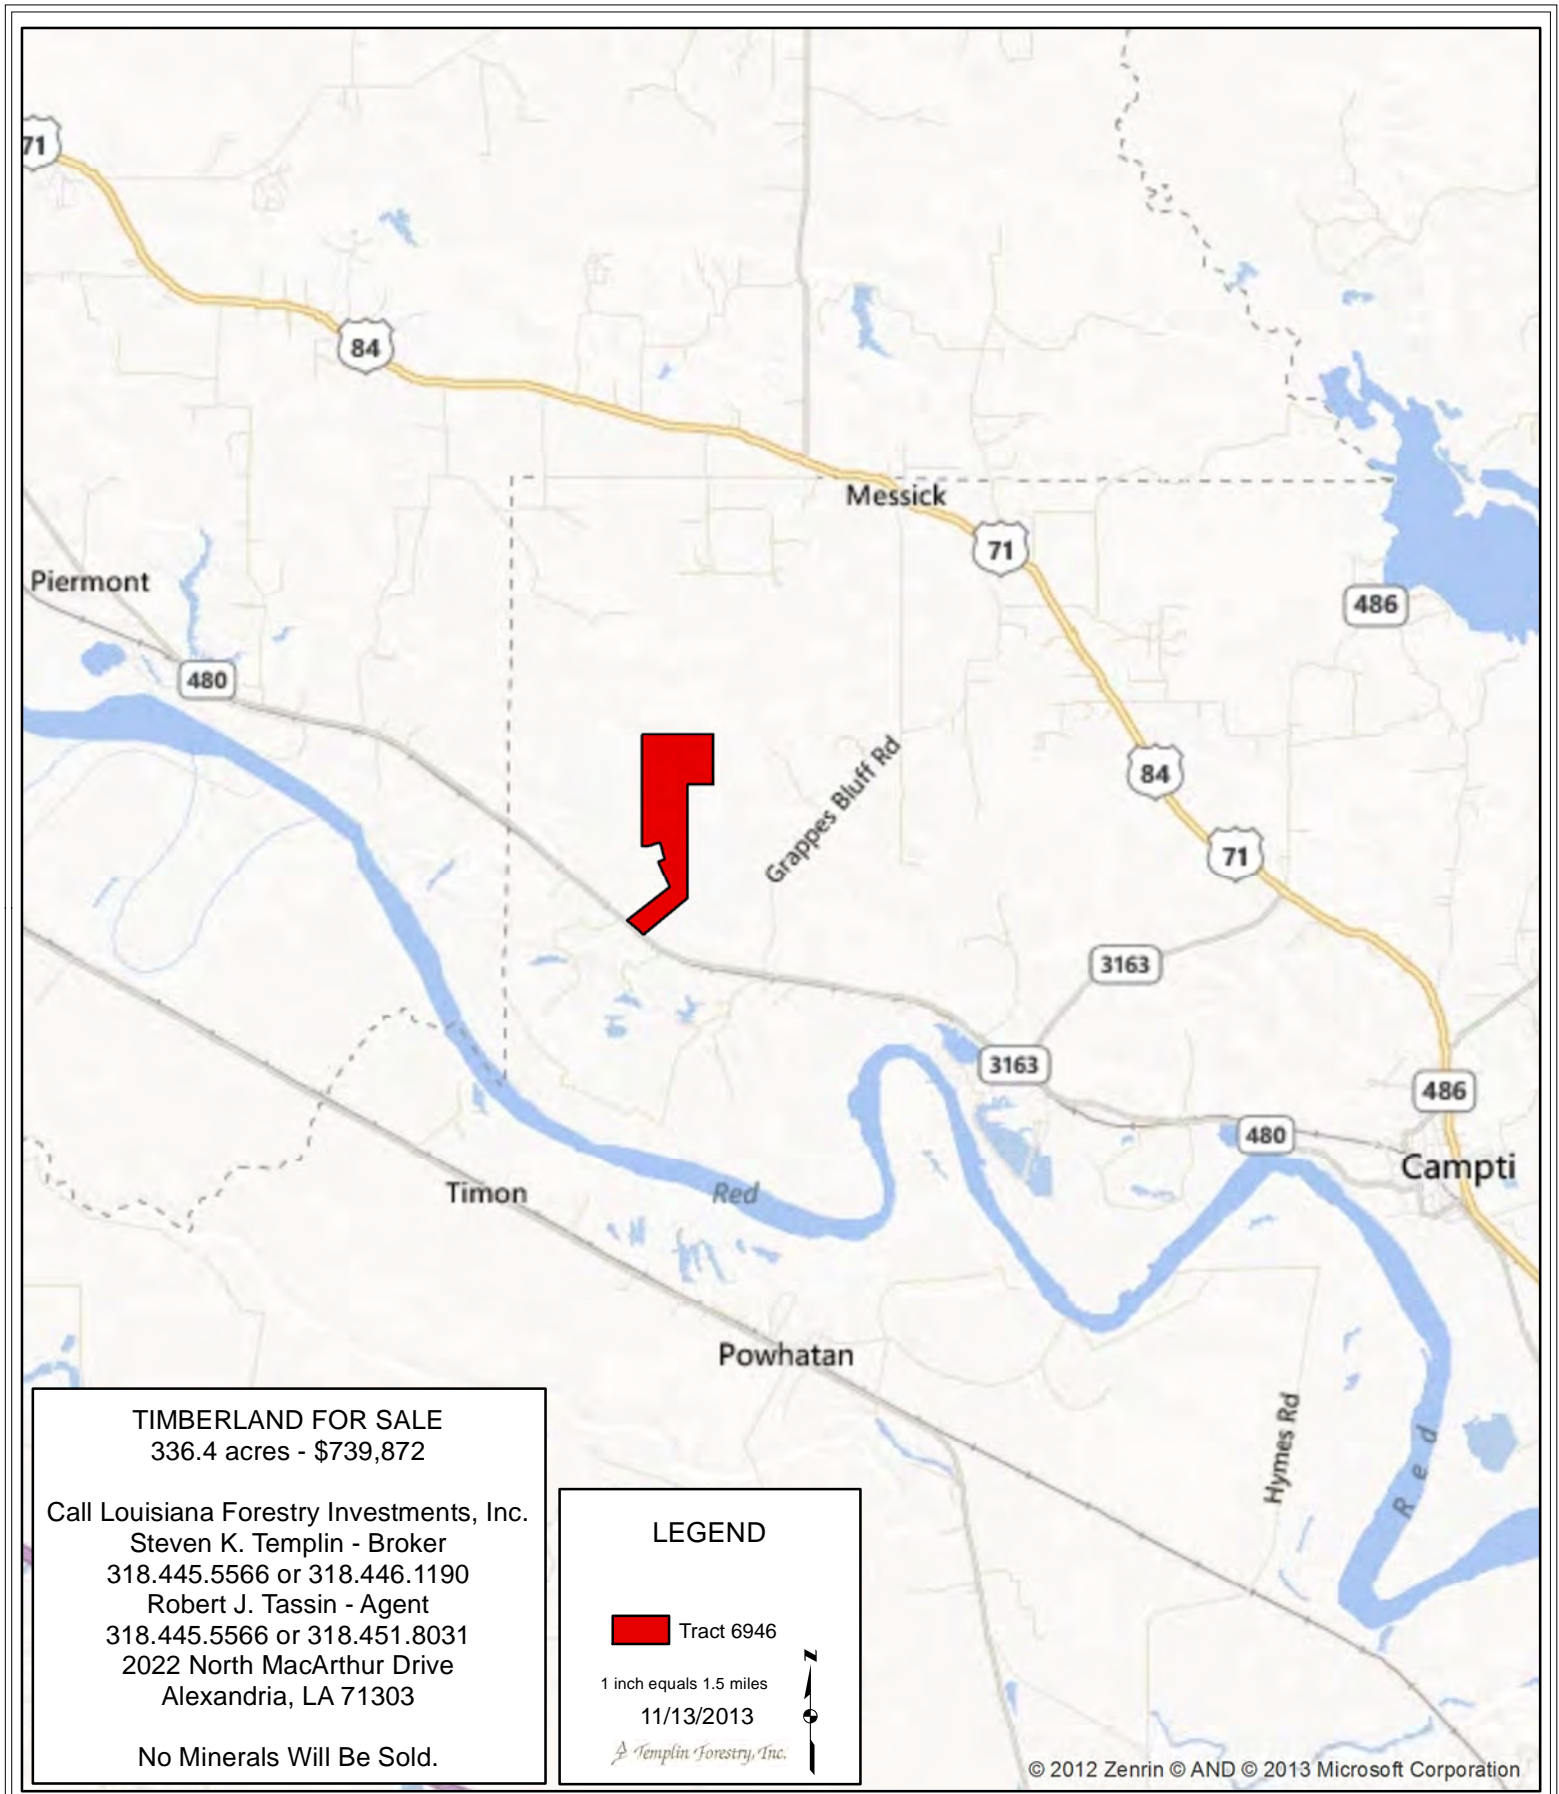 71
84
Messick
71
Piermont
486
480
Grappes Bluff Rd
84
71
3163
3163
486
480
Campti
Timon
Red
Powhatan
Hymes Rd
Red
TIMBERLAND FOR SALE
336.4 acres - $739,872
Call Louisiana Forestry Investments, Inc.
Steven K. Templin - Broker
318.445.5566 or 318.446.1190
Robert J. Tassin - Agent
318.445.5566 or 318.451.8031
2022 North MacArthur Drive
Alexandria, LA 71303
No Minerals Will Be Sold.
LEGEND
Tract 6946
1 inch equals 1.5 miles
11/13/2013
Templin Forestry, Inc.
N
© 2012 Zenrin © AND © 2013 Microsoft Corporation